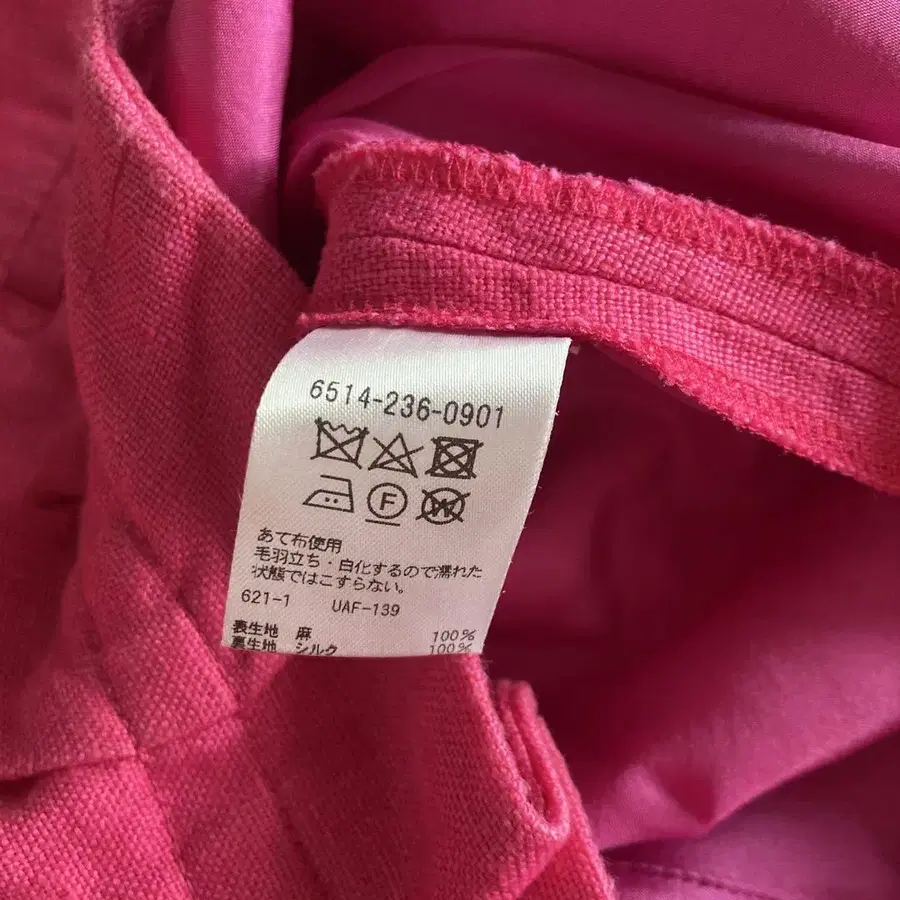 6514-236-0901
F W
あて布使用
毛羽立ち・白化するので濡れた
状態ではこすらない。
621-1 UAF-139
表生地 麻 100%
裏生地 シルク 100%